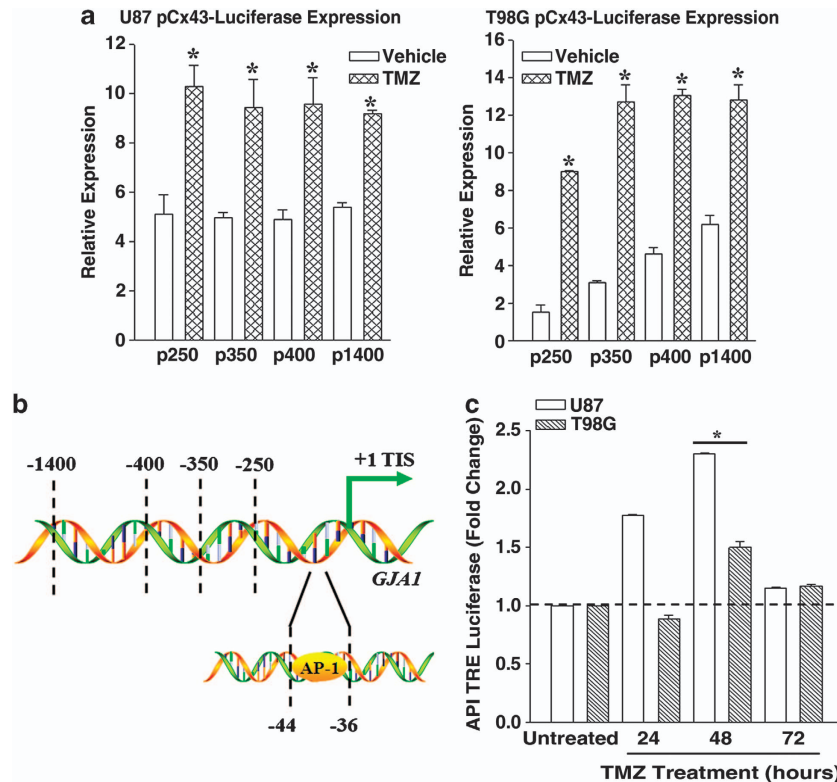 a
U87 pCx43-Luciferase Expression
Relative Expression
12
10
8
6
4
2
0
Vehicle
TMZ
*
*
*
*
p250
p350
p400
p1400
T98G pCx43-Luciferase Expression
Relative Expression
16
14
12
10
8
6
4
2
0
Vehicle
TMZ
*
*
*
*
p250
p350
p400
p1400
b
-1400
-400
-350
-250
+1 TIS
GJA1
AP-1
-44
-36
c
API TRE Luciferase (Fold Change)
2.5
2.0
1.5
1.0
0.5
0.0
U87
T98G
*
Untreated
24
48
72
TMZ Treatment (hours)